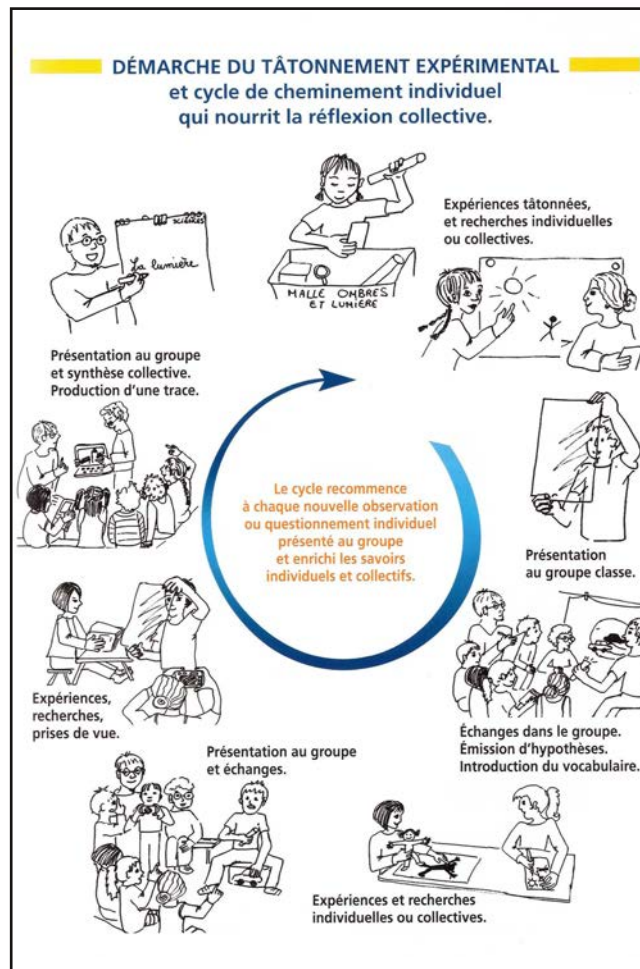 DÉMARCHE DU TÂTONNEMENT EXPÉRIMENTAL
et cycle de cheminement individuel
qui nourrit la réflexion collective.
SCIENCES
La lumière
MALLE OMBRES
ET LUMIÈRE
Expériences tâtonnées,
et recherches individuelles
ou collectives.
Présentation
au groupe classe.
Échanges dans le groupe.
Émission d'hypothèses.
Introduction du vocabulaire.
Expériences et recherches
individuelles ou collectives.
Présentation au groupe
et échanges.
Expériences,
recherches,
prises de vue.
Présentation au groupe
et synthèse collective.
Production d'une trace.
Le cycle recommence
à chaque nouvelle observation
ou questionnement individuel
présenté au groupe
et enrichi les savoirs
individuels et collectifs.